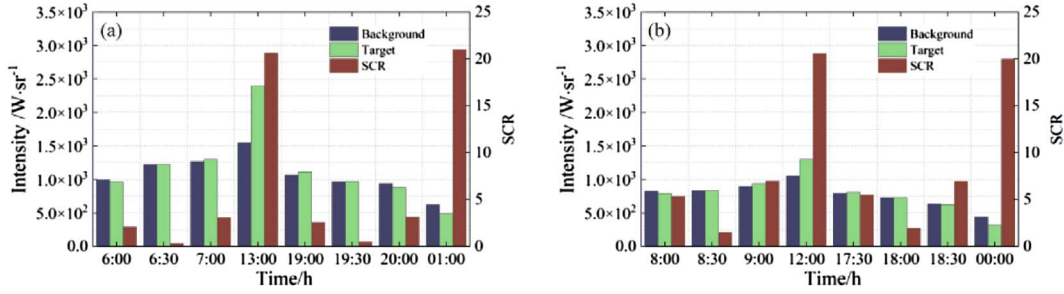 (a)
Background
Target
SCR
3.5×10³
3.0×10³
2.5×10³
2.0×10³
1.5×10³
1.0×10³
5.0×10²
0.0
Intensity /W·sr⁻¹
25
20
15
10
5
0
SCR
6:00 6:30 7:00 13:00 19:00 19:30 20:00 01:00
Time/h
(b)
Background
Target
SCR
3.5×10³
3.0×10³
2.5×10³
2.0×10³
1.5×10³
1.0×10³
5.0×10²
0.0
Intensity /W·sr⁻¹
25
20
15
10
5
0
SCR
8:00 8:30 9:00 12:00 17:30 18:00 18:30 00:00
Time/h